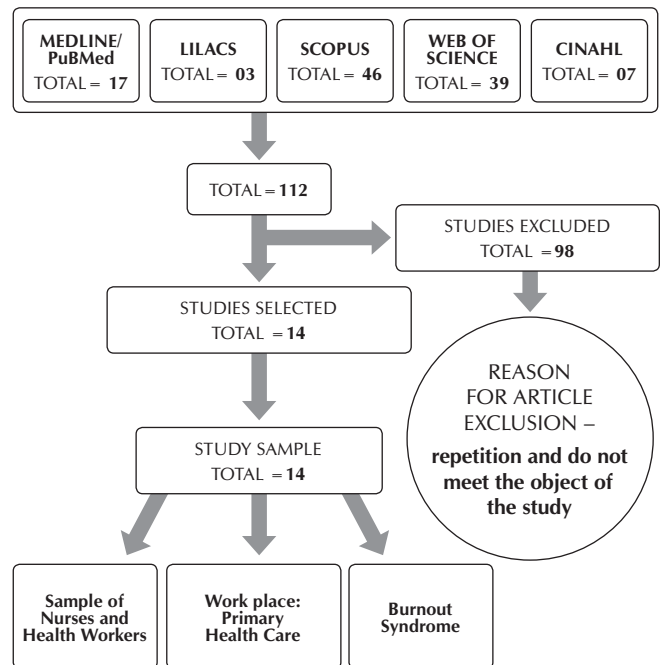 MEDLINE/
PuBMed
TOTAL = 17
LILACS
TOTAL = 03
SCOPUS
TOTAL = 46
WEB OF
SCIENCE
TOTAL = 39
CINAHL
TOTAL = 07
TOTAL = 112
STUDIES EXCLUDED
TOTAL = 98
STUDIES SELECTED
TOTAL = 14
REASON
FOR ARTICLE
EXCLUSION –
repetition and do not
meet the object of
the study
STUDY SAMPLE
TOTAL = 14
Sample of
Nurses and
Health Workers
Work place:
Primary
Health Care
Burnout
Syndrome